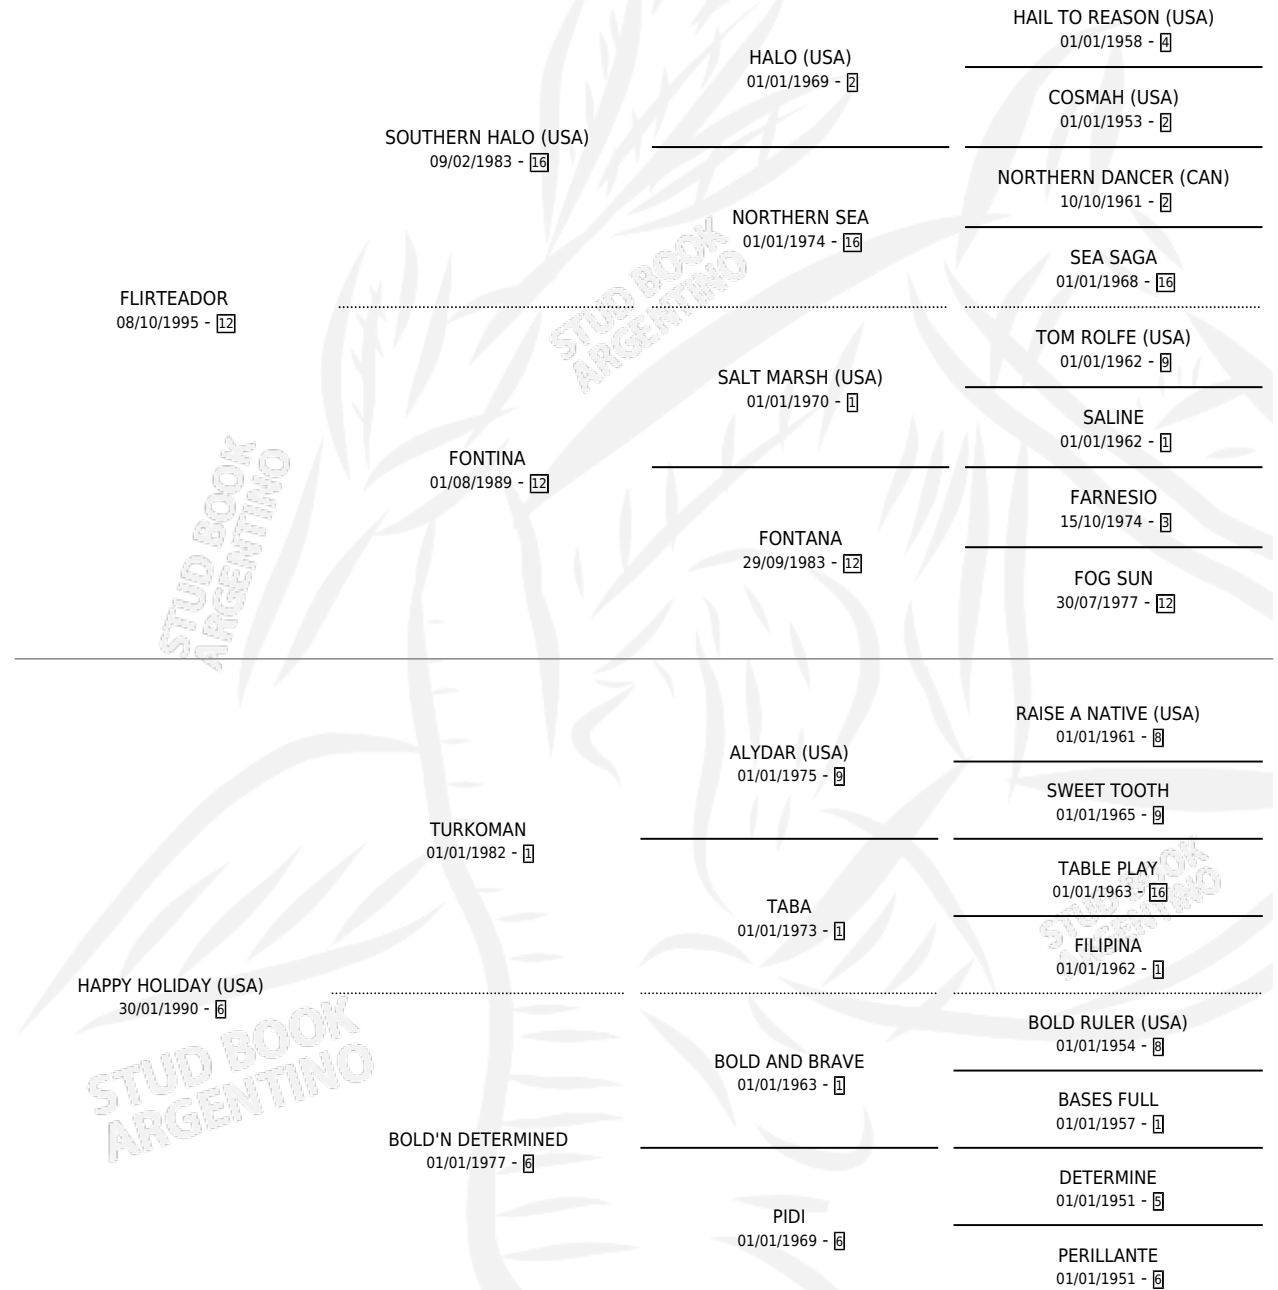 HAIL TO REASON (USA)
01/01/1958 - 4
HALO (USA)
01/01/1969 - 2
COSMAH (USA)
01/01/1953 - 2
SOUTHERN HALO (USA)
09/02/1983 - 16
NORTHERN DANCER (CAN)
10/10/1961 - 2
NORTHERN SEA
01/01/1974 - 16
SEA SAGA
01/01/1968 - 16
FLIRTEADOR
08/10/1995 - 12
STUD BOOK
ARGENTINO
TOM ROLFE (USA)
01/01/1962 - 9
SALT MARSH (USA)
01/01/1970 - 1
SALINE
01/01/1962 - 1
FONTINA
01/08/1989 - 12
FARNESIO
15/10/1974 - 3
FONTANA
29/09/1983 - 12
FOG SUN
30/07/1977 - 12
STUD BOOK
ARGENTINO
RAISE A NATIVE (USA)
01/01/1961 - 8
ALYDAR (USA)
01/01/1975 - 9
SWEET TOOTH
01/01/1965 - 9
TURKOMAN
01/01/1982 - 1
TABLE PLAY
01/01/1963 - 16
TABA
01/01/1973 - 1
FILIPINA
01/01/1962 - 1
STUD BOOK
ARGENTINO
HAPPY HOLIDAY (USA)
30/01/1990 - 6
BOLD RULER (USA)
01/01/1954 - 8
BOLD AND BRAVE
01/01/1963 - 1
BASES FULL
01/01/1957 - 1
STUD BOOK
ARGENTINO
BOLD'N DETERMINED
01/01/1977 - 6
DETERMINE
01/01/1951 - 5
PIDI
01/01/1969 - 6
PERILLANTE
01/01/1951 - 6